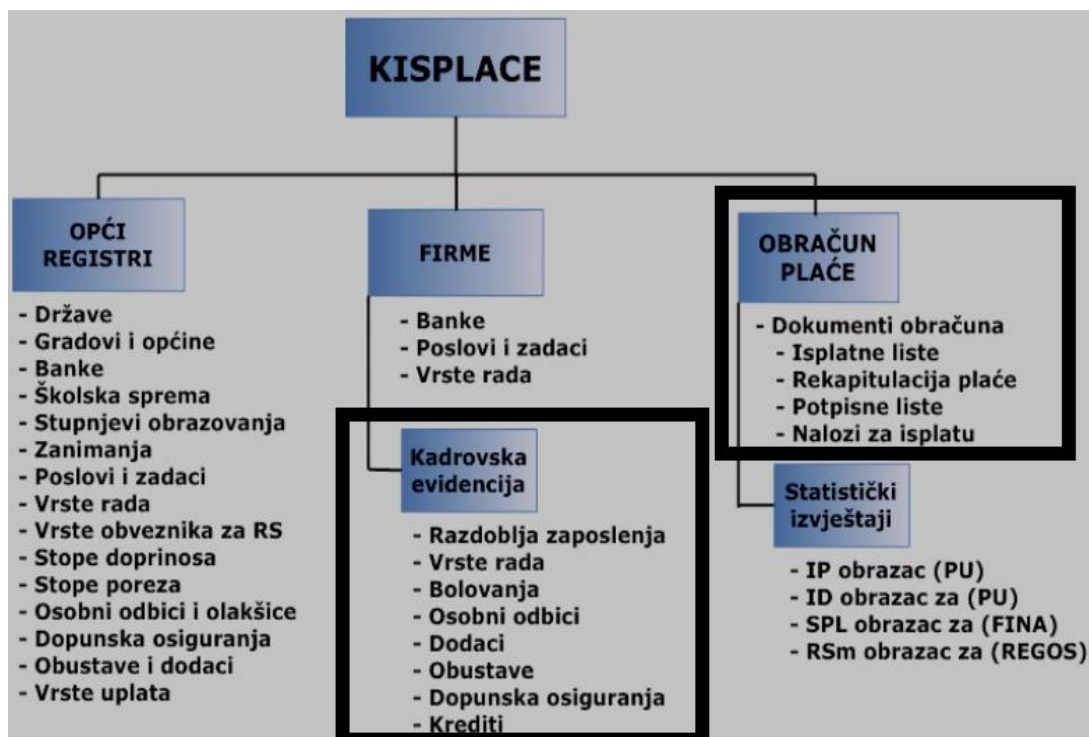 KISPLACE
OPĆI
REGISTRI
- Države
- Gradovi i općine
- Banke
- Školska sprema
- Stupnjevi obrazovanja
- Zanimanja
- Poslovi i zadaci
- Vrste rada
- Vrste obveznika za RS
- Stope doprinosa
- Stope poreza
- Osobni odbici i olakšice
- Dopunska osiguranja
- Obustave i dodaci
- Vrste uplata
FIRME
- Banke
- Poslovi i zadaci
- Vrste rada
Kadrovska
evidencija
- Razdoblja zaposlenja
- Vrste rada
- Bolovanja
- Osobni odbici
- Dodaci
- Obustave
- Dopunska osiguranja
- Krediti
OBRAČUN
PLAĆE
- Dokumenti obračuna
- Isplatne liste
- Rekapitulacija plaće
- Potpisne liste
- Nalozi za isplatu
Statistički
izvještaji
- IP obrazac (PU)
- ID obrazac za (PU)
- SPL obrazac za (FINA)
- RSm obrazac za (REGOS)